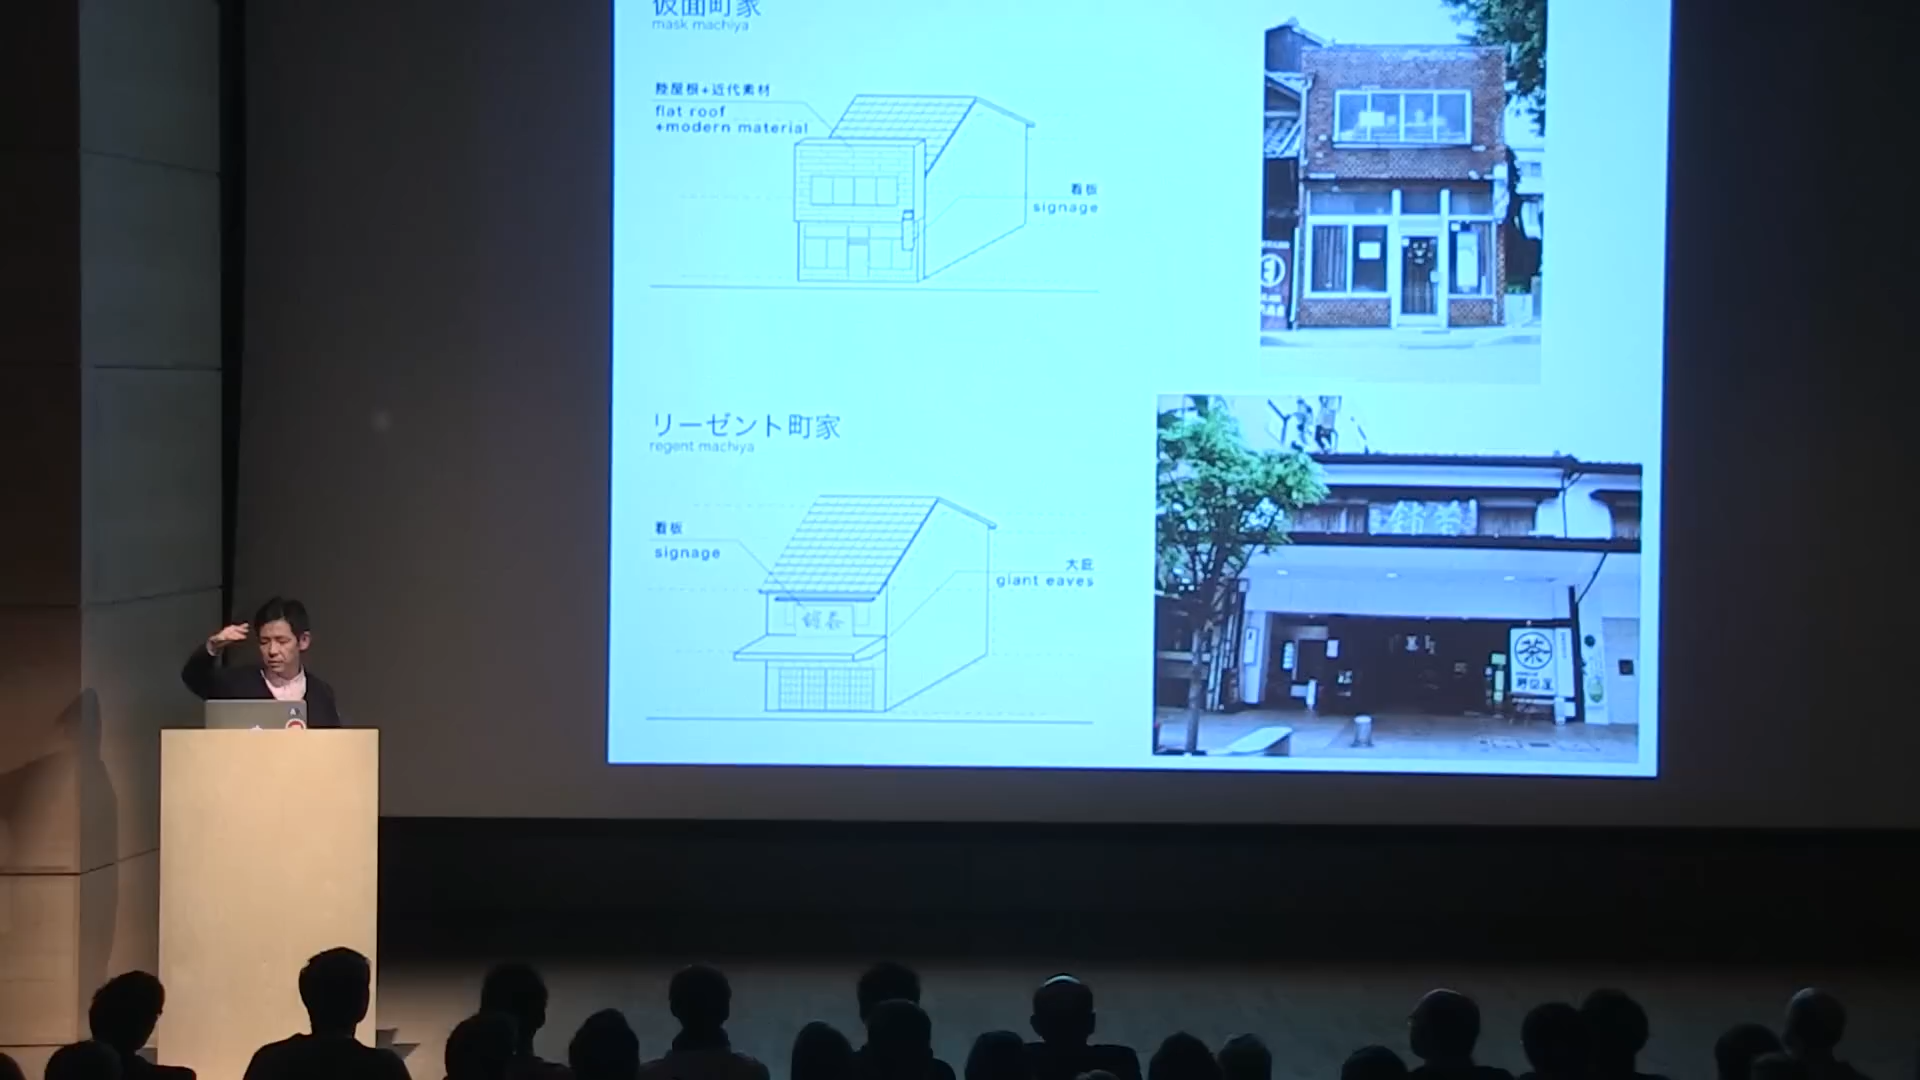 仮面町家
mask machiya
陸屋根+近代素材
flat roof
+modern material
看板
signage
リーゼント町家
regent machiya
看板
signage
大庇
giant eaves
茶